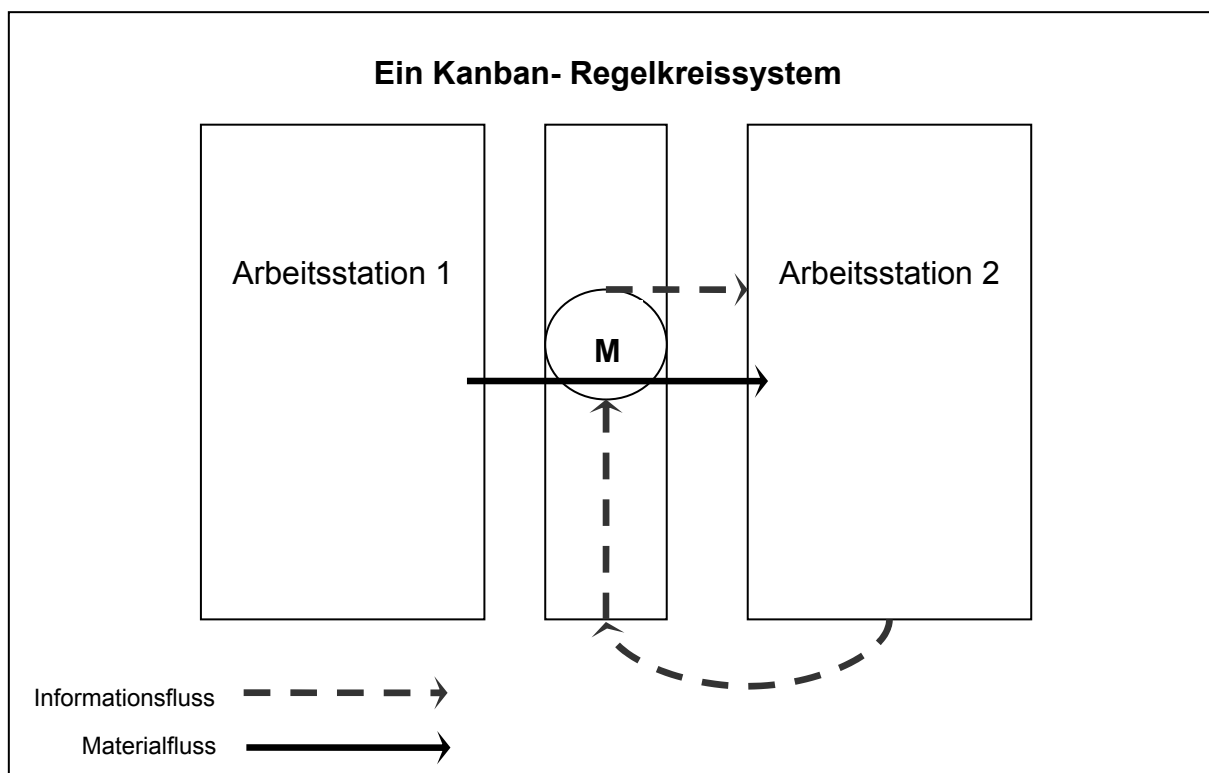 Ein Kanban- Regelkreissystem
Arbeitsstation 1
Arbeitsstation 2
M
Informationsfluss
Materialfluss